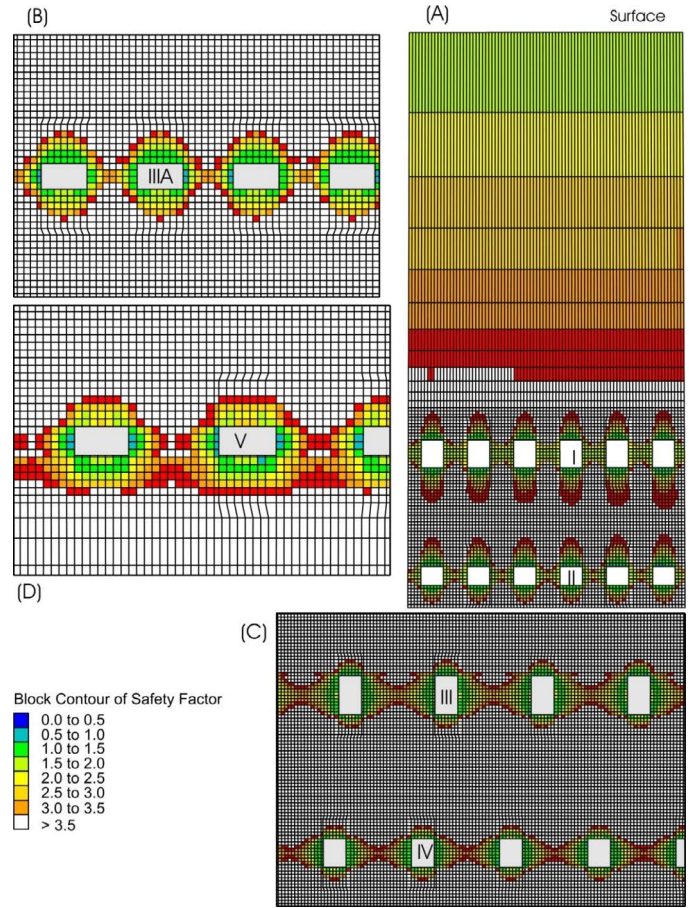 (B)
(A)
Surface
IIIA
V
I
II
(D)
(C)
III
IV
Block Contour of Safety Factor
0.0 to 0.5
0.5 to 1.0
1.0 to 1.5
1.5 to 2.0
2.0 to 2.5
2.5 to 3.0
3.0 to 3.5
> 3.5